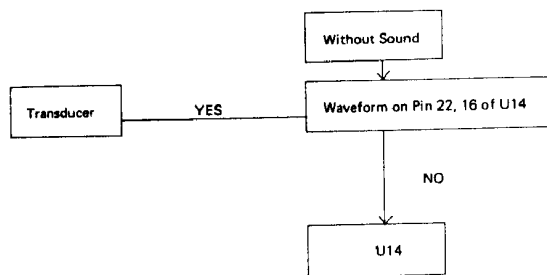 Without Sound
Transducer
YES
Waveform on Pin 22, 16 of U14
NO
U14